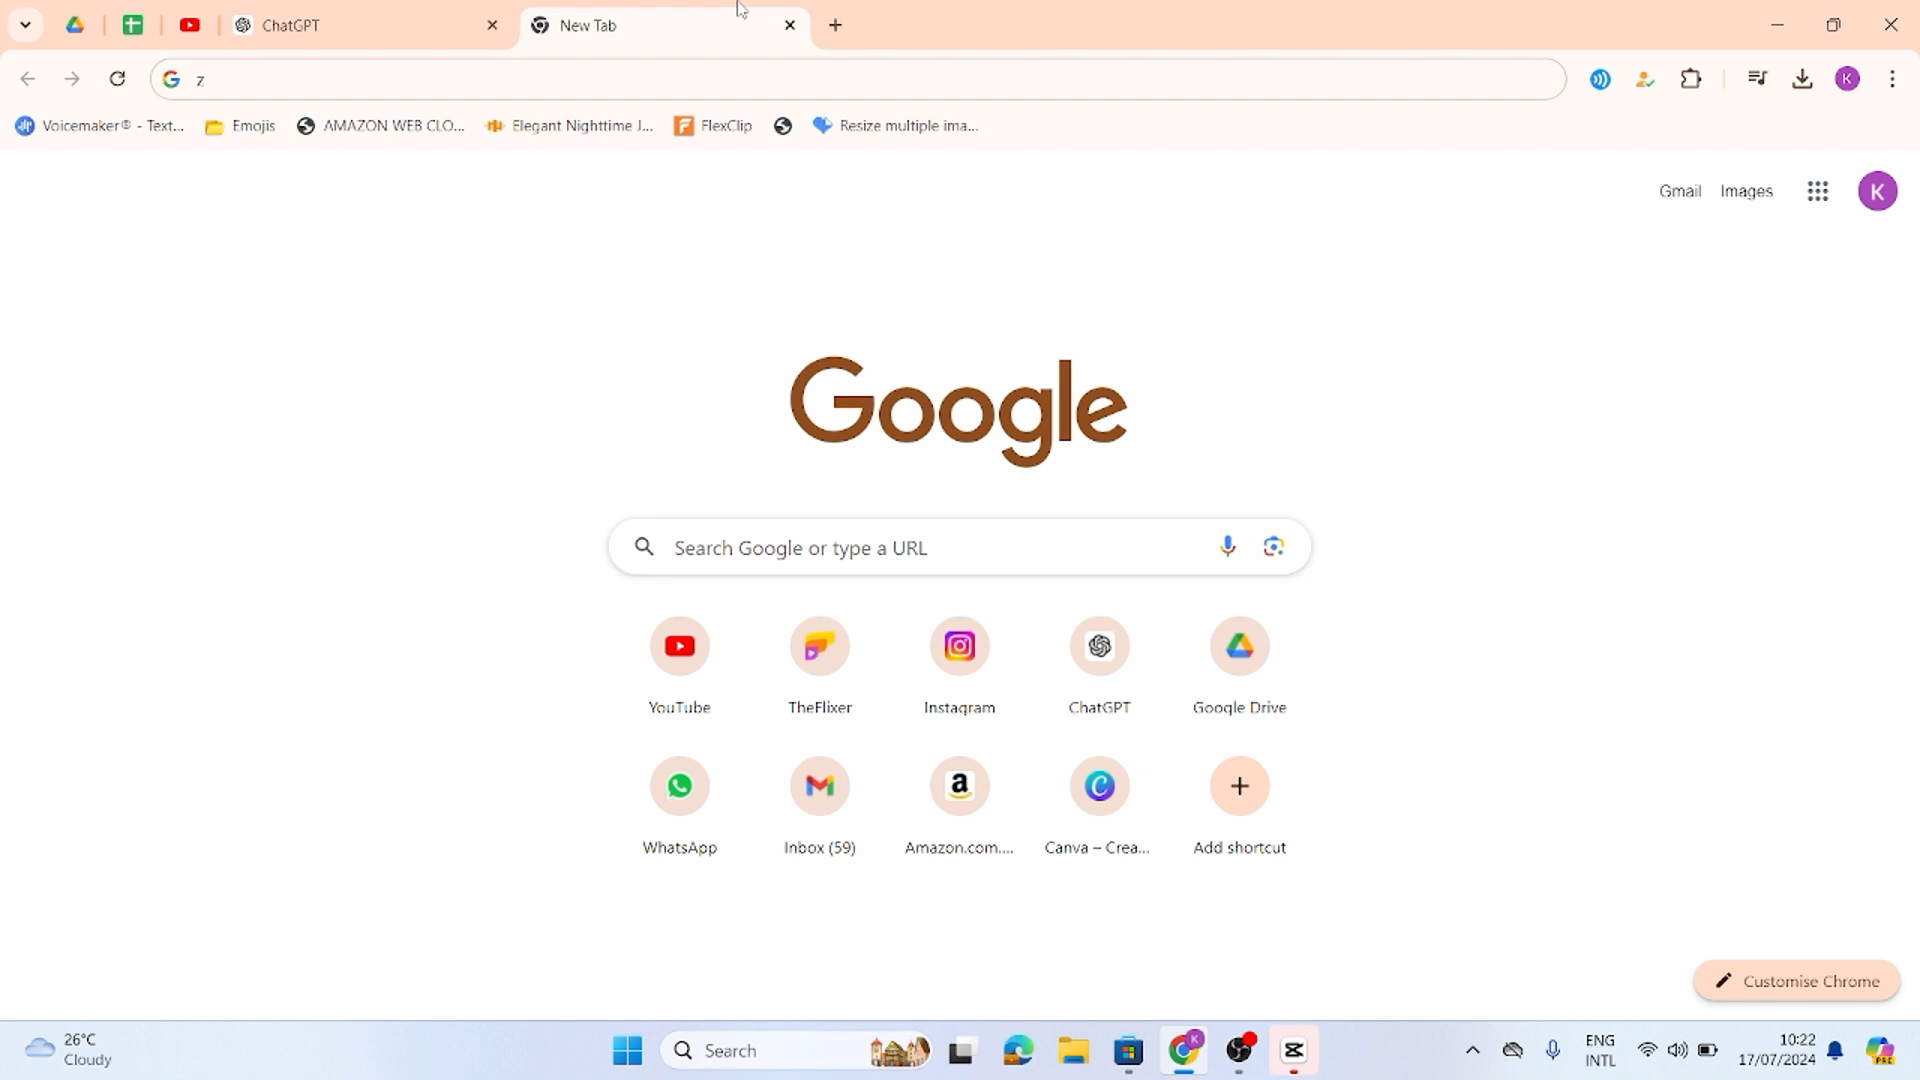 ChatGPT
New Tab
z
Voicemaker® - Text...
Emojis
AMAZON WEB CLO...
Elegant Nighttime J...
FlexClip
Resize multiple ima...
K
Gmail
Images
K
Google
Search Google or type a URL
YouTube
TheFlixer
Instagram
ChatGPT
Google Drive
WhatsApp
Inbox (59)
Amazon.com....
Canva – Crea...
Add shortcut
Customise Chrome
26°C
Cloudy
Search
ENG
INTL
10:22
17/07/2024